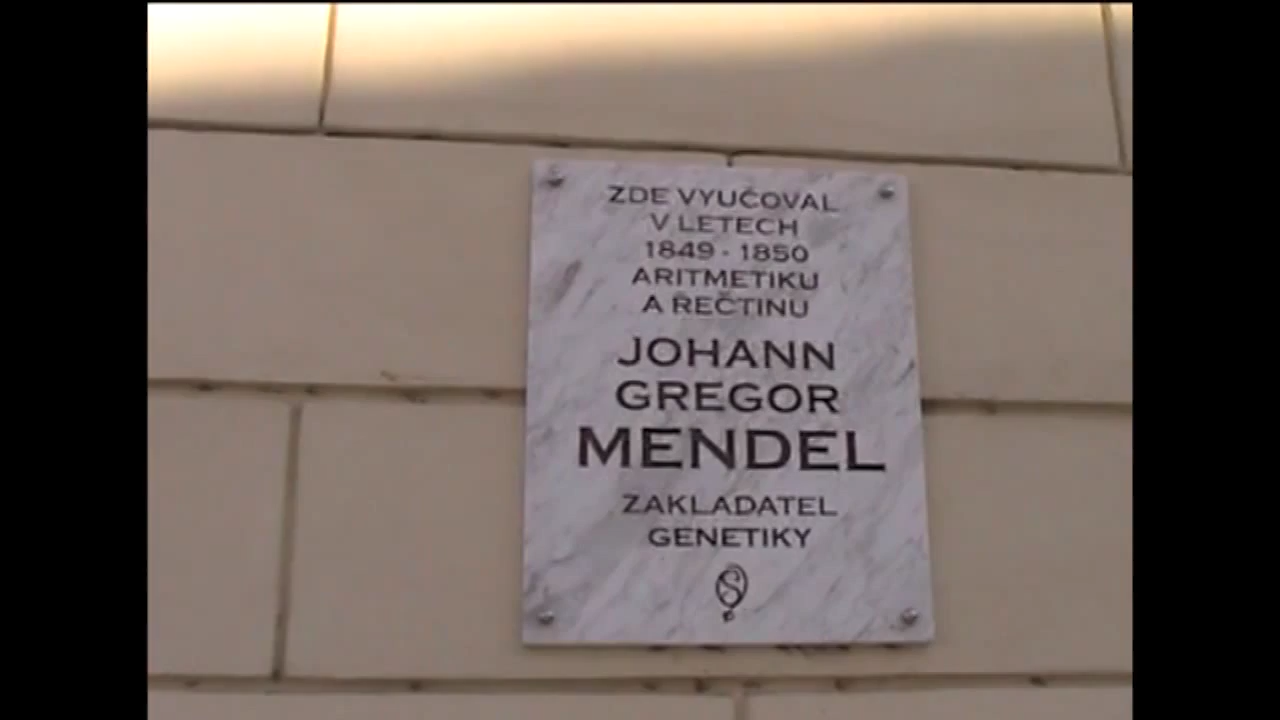 ZDE VYUČOVAL
V LETECH
1849 - 1850
ARITMETIKU
A ŘEČTINU
JOHANN
GREGOR
MENDEL
ZAKLADATEL
GENETIKY